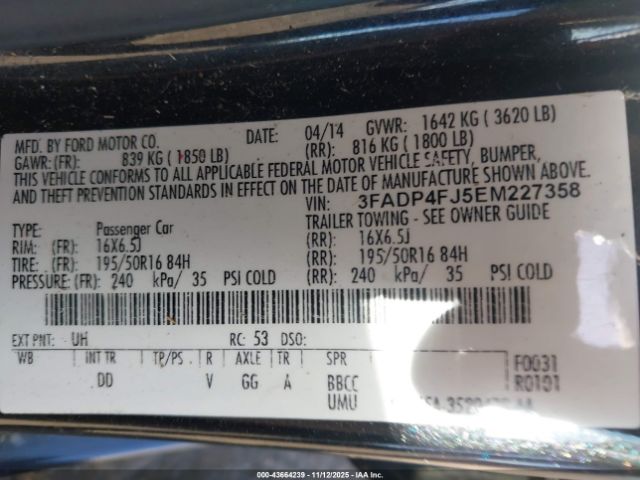 MFD. BY FORD MOTOR CO. DATE: 04/14 GVWR: 1642 KG ( 3620 LB)
GAWR: (FR): 839 KG ( 1850 LB) (RR): 816 KG ( 1800 LB)
THIS VEHICLE CONFORMS TO ALL APPLICABLE FEDERAL MOTOR VEHICLE SAFETY, BUMPER,
AND THEFT PREVENTION STANDARDS IN EFFECT ON THE DATE OF MANUFACTURE SHOWN ABOVE.
VIN: 3FADP4FJ5EM227358
TYPE: Passenger Car TRAILER TOWING - SEE OWNER GUIDE
RIM: (FR): 16X6.5J (RR): 16X6.5J
TIRE: (FR): 195/50R16 84H (RR): 195/50R16 84H
PRESSURE: (FR): 240 kPa/ 35 PSI COLD (RR): 240 kPa/ 35 PSI COLD
EXT PNT: UH RC: 53 DSO:
WB INT TR TP/PS R AXLE TR SPR F0031
DD V GG A BBCC R0101
UMU
000-43664239 - 11/12/2025 - IAA Inc.